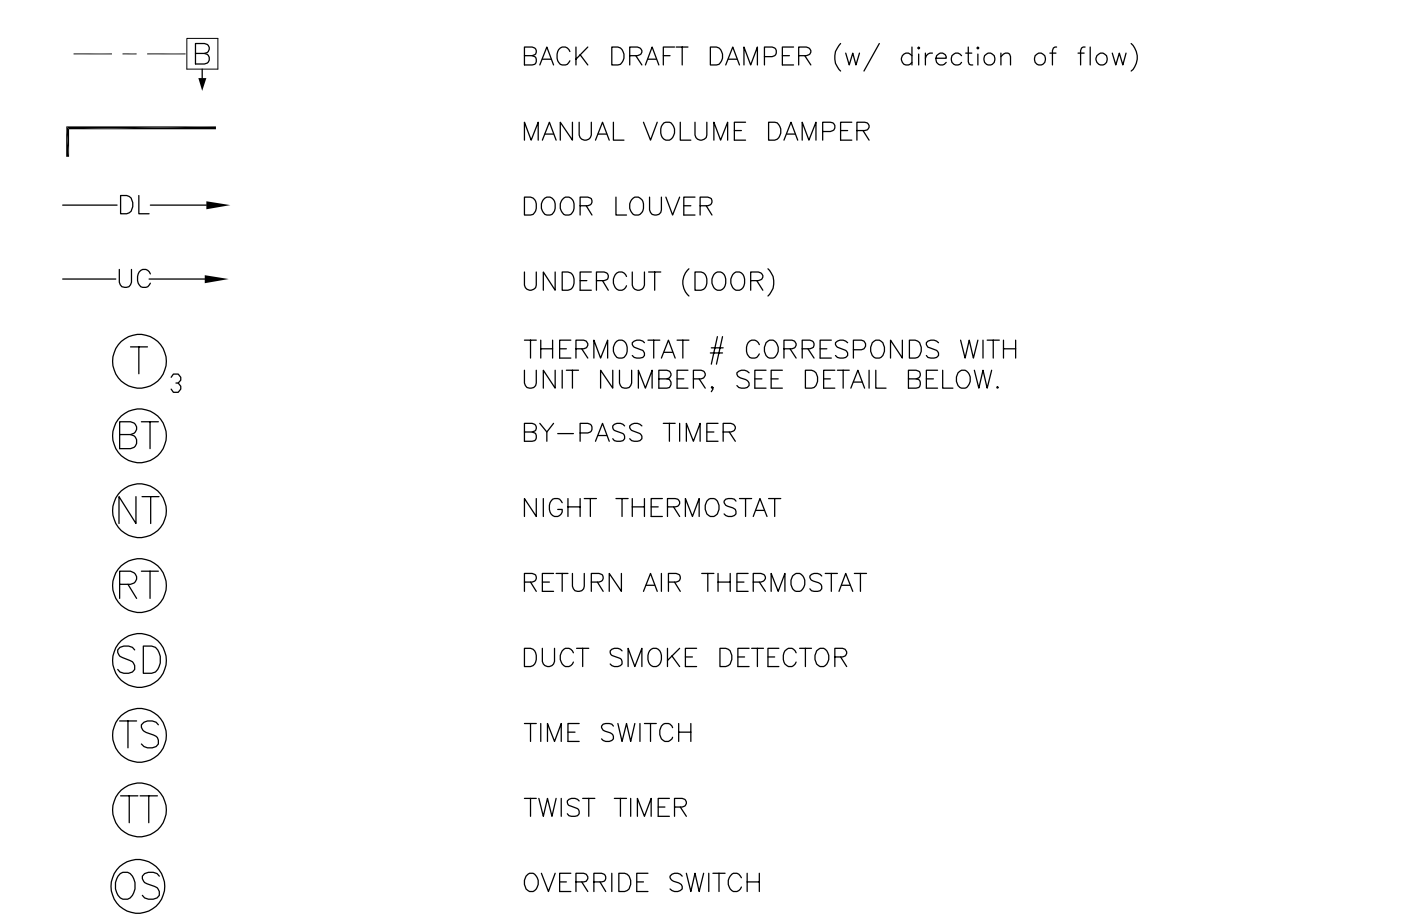 B BACK DRAFT DAMPER (w/ direction of flow)
MANUAL VOLUME DAMPER
DL DOOR LOUVER
UC UNDERCUT (DOOR)
T 3 THERMOSTAT # CORRESPONDS WITH
UNIT NUMBER, SEE DETAIL BELOW.
BT BY-PASS TIMER
NT NIGHT THERMOSTAT
RT RETURN AIR THERMOSTAT
SD DUCT SMOKE DETECTOR
TS TIME SWITCH
TT TWIST TIMER
OS OVERRIDE SWITCH